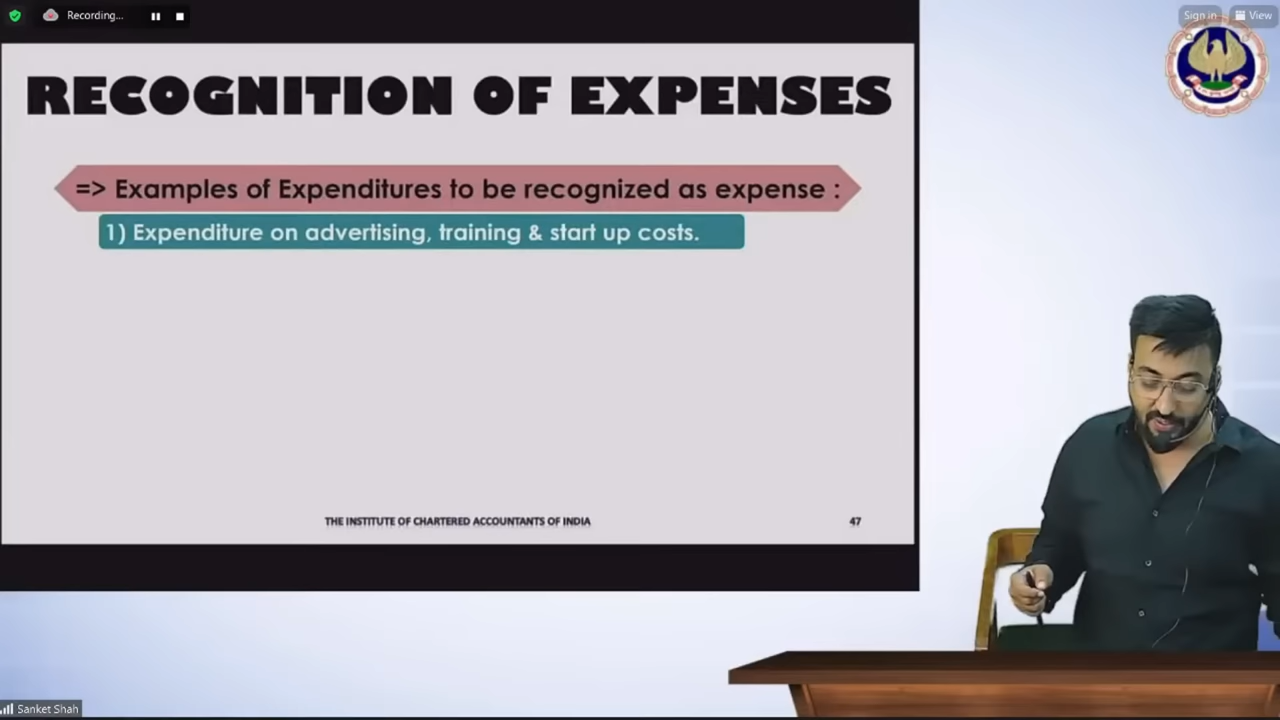 Recording...
Sign in
View
RECOGNITION OF EXPENSES
=> Examples of Expenditures to be recognized as expense :
1) Expenditure on advertising, training & start up costs.
THE INSTITUTE OF CHARTERED ACCOUNTANTS OF INDIA
47
Sanket Shah